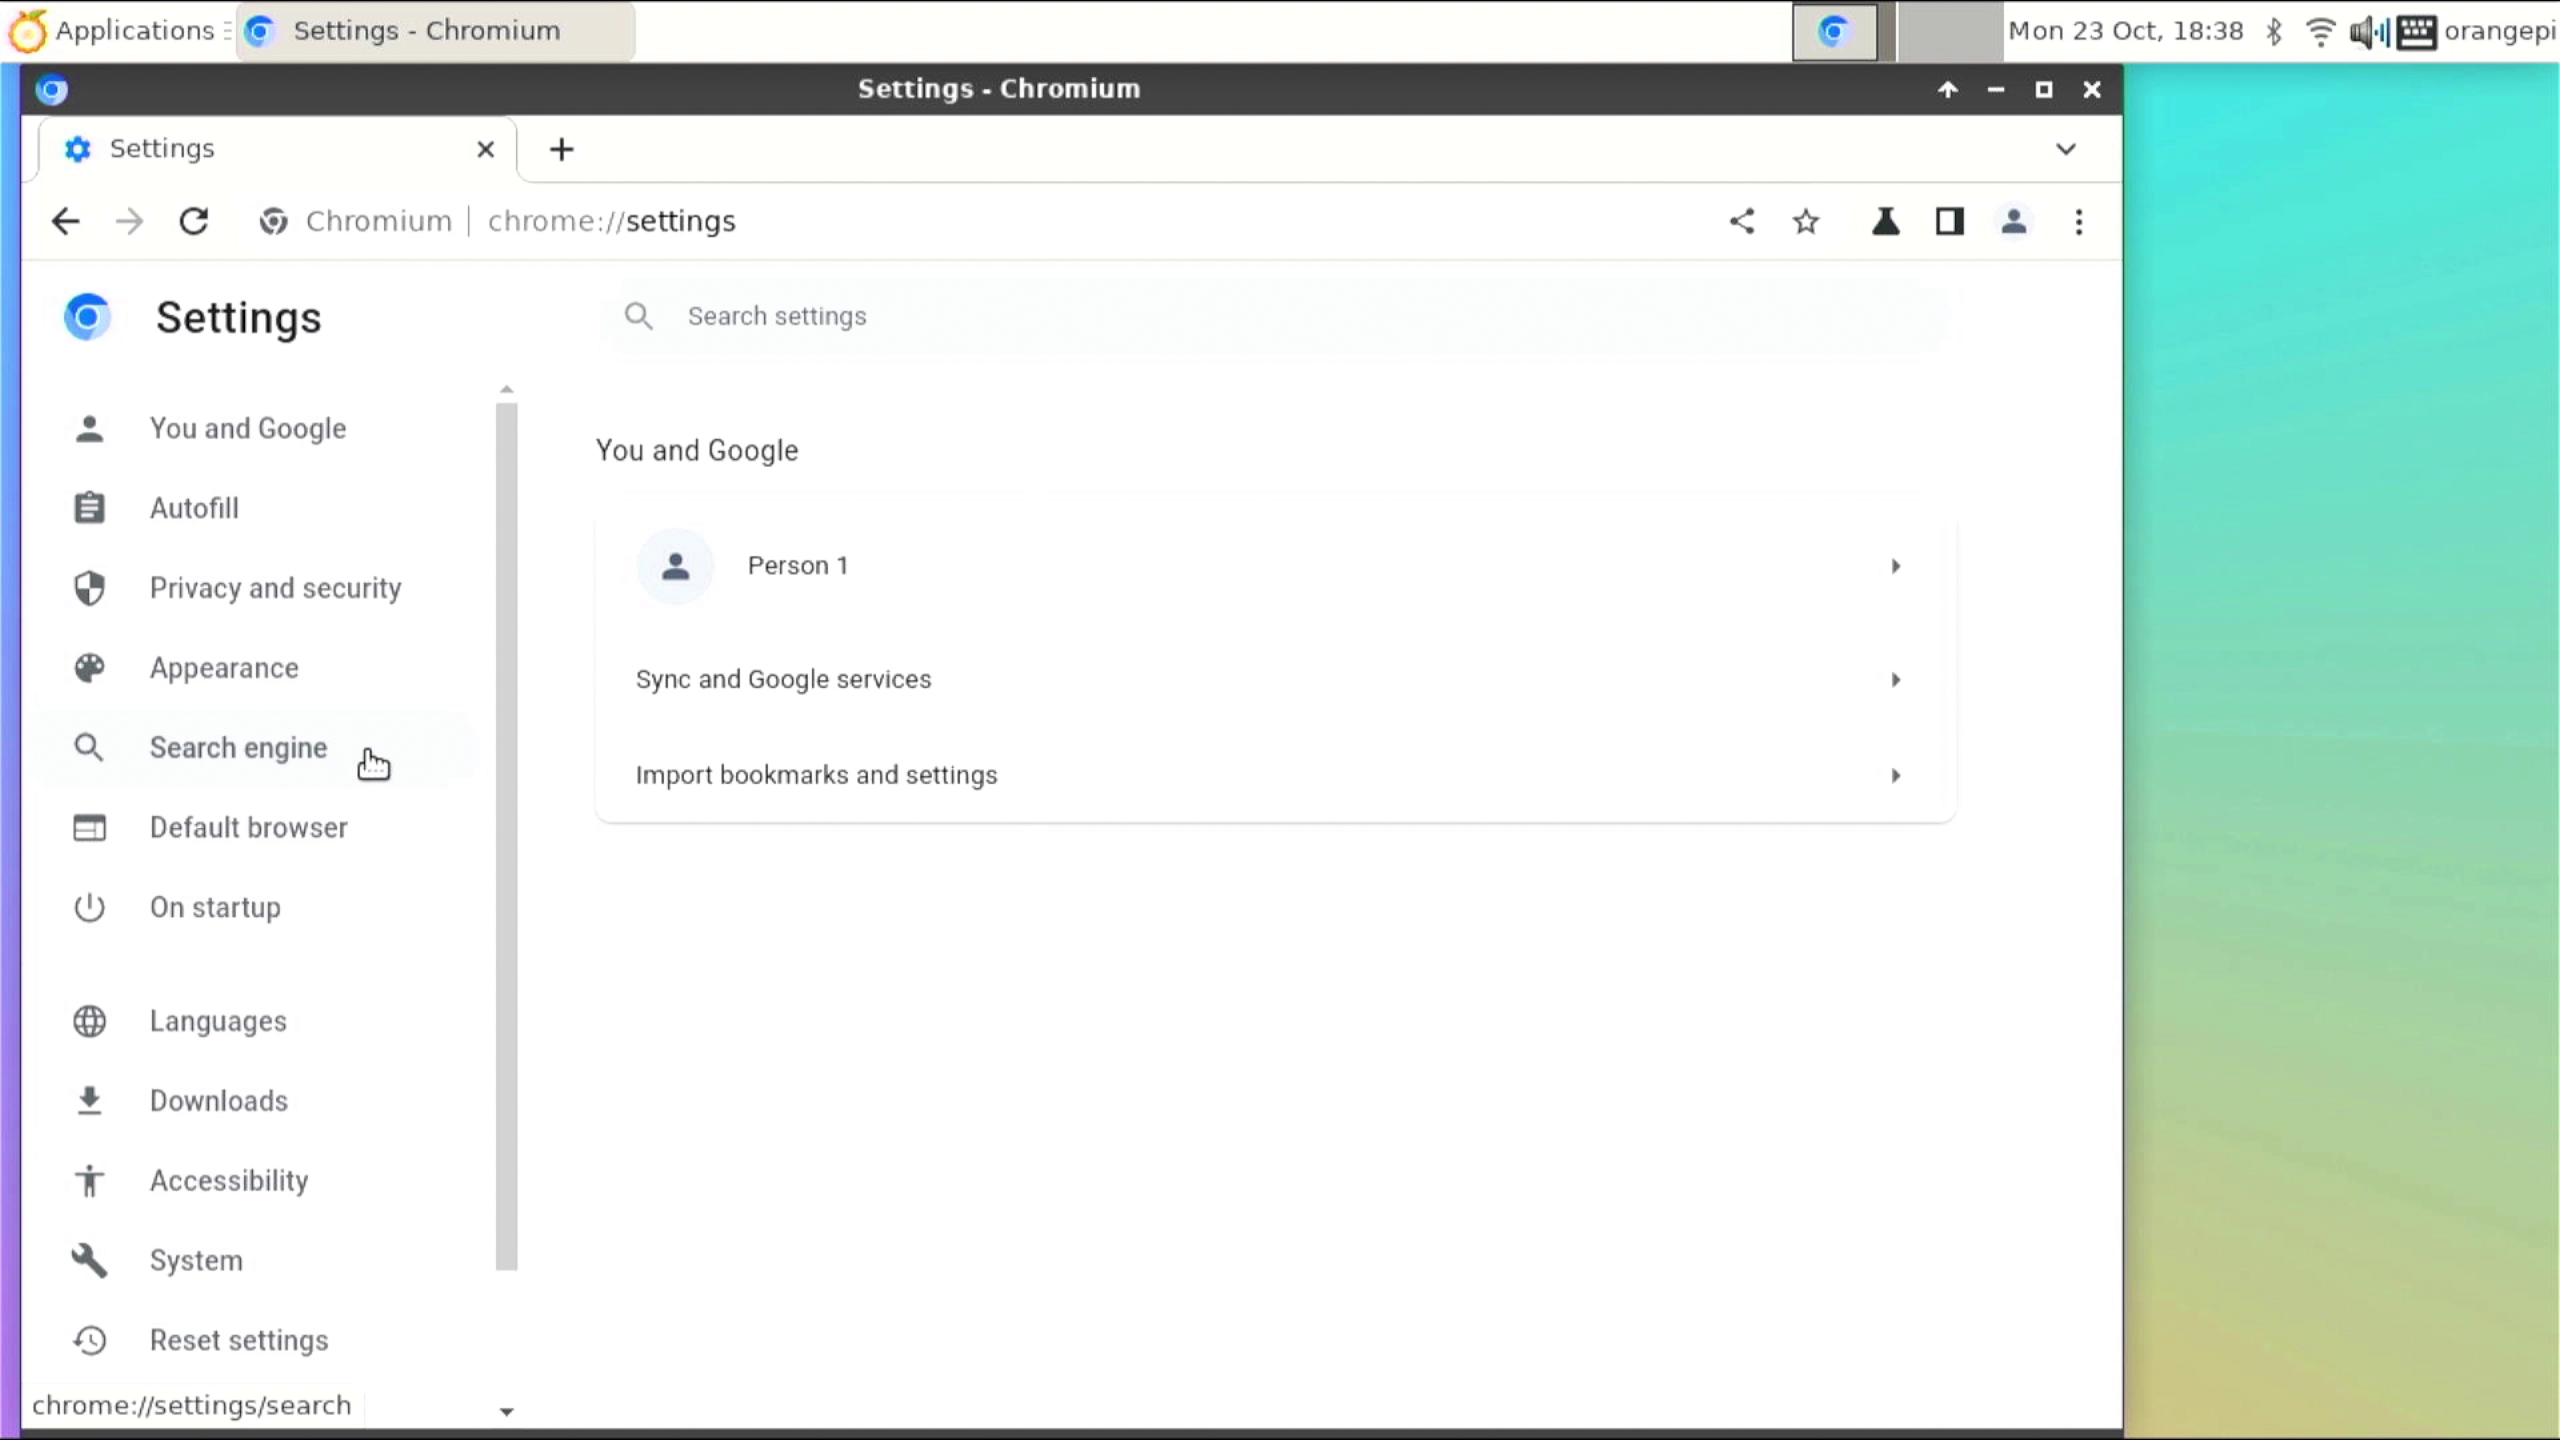 Applications
Settings - Chromium
Mon 23 Oct, 18:38
orangepi
Settings - Chromium
Settings
Chromium
chrome://settings
Settings
Search settings
You and Google
Autofill
Privacy and security
Appearance
Search engine
Default browser
On startup
Languages
Downloads
Accessibility
System
Reset settings
You and Google
Person 1
Sync and Google services
Import bookmarks and settings
chrome://settings/search